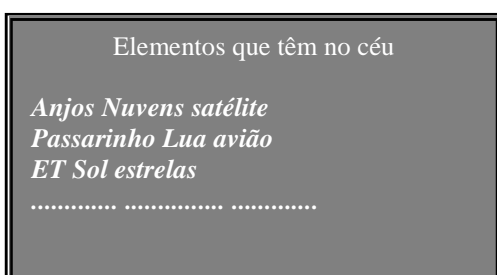 Elementos que têm no céu
Anjos Nuvens satélite
Passarinho Lua avião
ET Sol estrelas
............. ............... .............